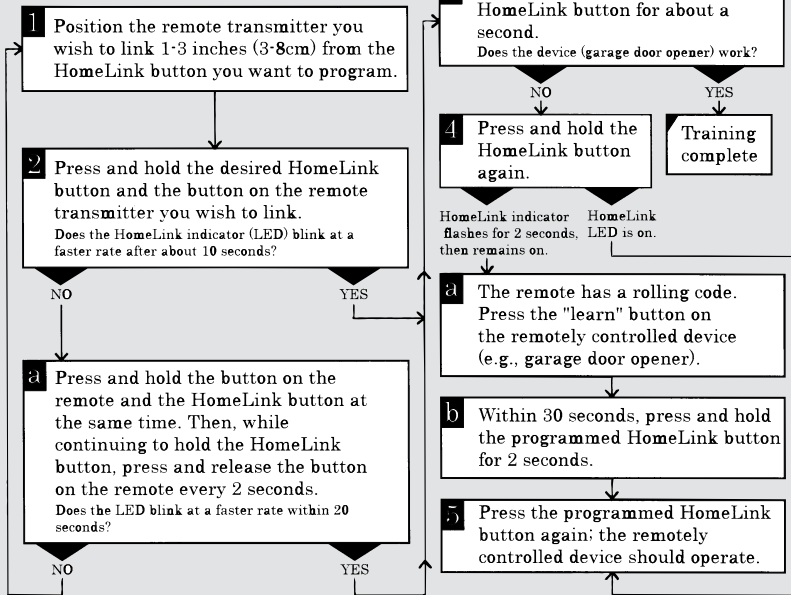 1
Position the remote transmitter you
wish to link 1-3 inches (3-8cm) from the
HomeLink button you want to program.
2
Press and hold the desired HomeLink
button and the button on the remote
transmitter you wish to link.
Does the HomeLink indicator (LED) blink at a
faster rate after about 10 seconds?
NO
YES
a
Press and hold the button on the
remote and the HomeLink button at
the same time. Then, while
continuing to hold the HomeLink
button, press and release the button
on the remote every 2 seconds.
Does the LED blink at a faster rate within 20
seconds?
NO
YES
HomeLink button for about a
second.
Does the device (garage door opener) work?
NO
YES
4
Press and hold the
HomeLink button
again.
Training
complete
HomeLink indicator
flashes for 2 seconds,
then remains on.
HomeLink
LED is on.
a
The remote has a rolling code.
Press the "learn" button on
the remotely controlled device
(e.g., garage door opener).
b
Within 30 seconds, press and hold
the programmed HomeLink button
for 2 seconds.
5
Press the programmed HomeLink
button again; the remotely
controlled device should operate.